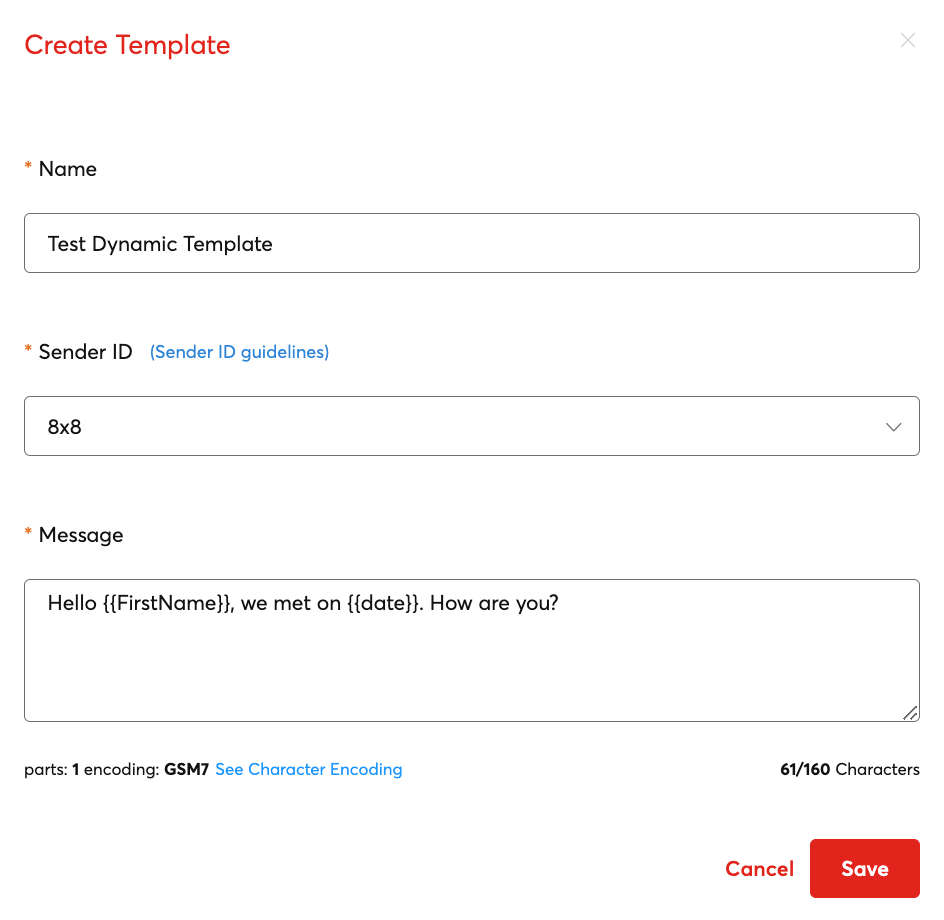 Create Template
* Name
Test Dynamic Template
* Sender ID (Sender ID guidelines)
8x8
* Message
Hello {{FirstName}}, we met on {{date}}. How are you?
parts: 1 encoding: GSM7 See Character Encoding 61/160 Characters
Cancel Save